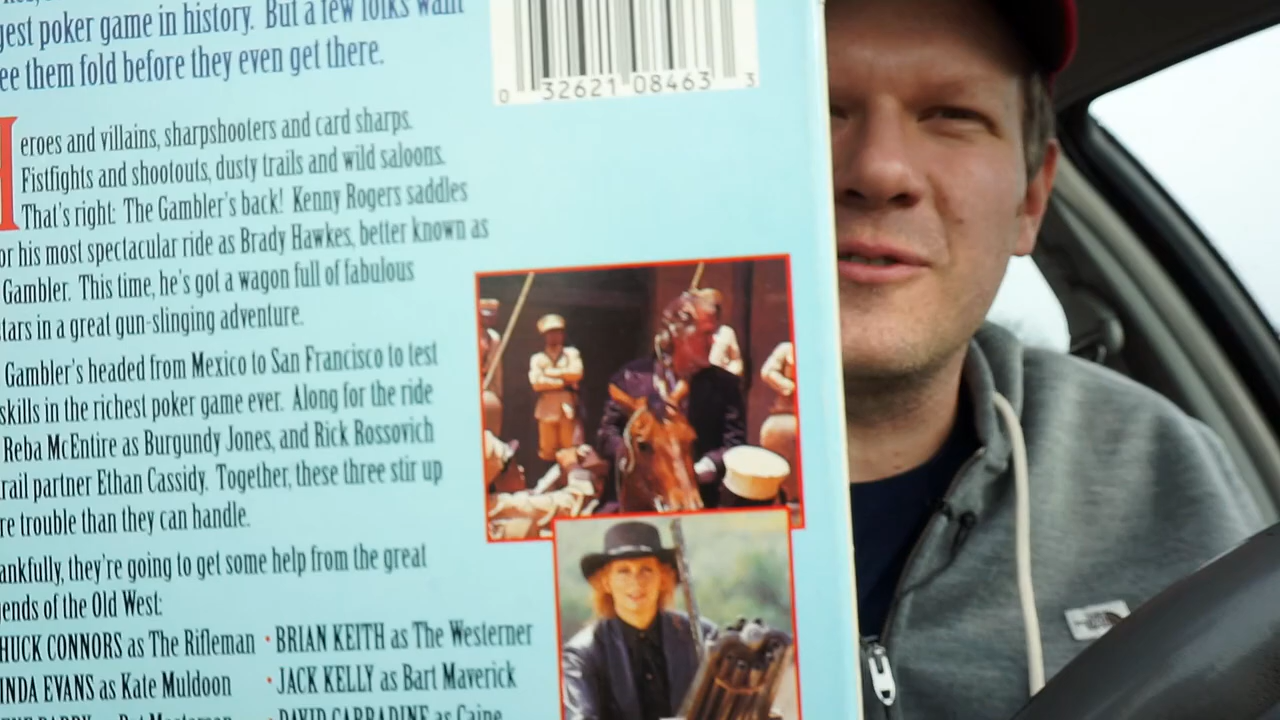 gest poker game in history. But a few folks want
ee them fold before they even get there.
0 32621 08463 3
Heroes and villains, sharpshooters and card sharps.
Fistfights and shootouts, dusty trails and wild saloons.
That's right: The Gambler's back! Kenny Rogers saddles
or his most spectacular ride as Brady Hawkes, better known as
Gambler. This time, he's got a wagon full of fabulous
tars in a great gun-slinging adventure.
Gambler's headed from Mexico to San Francisco to test
skills in the richest poker game ever. Along for the ride
Reba McEntire as Burgundy Jones, and Rick Rossovich
rail partner Ethan Cassidy. Together, these three stir up
re trouble than they can handle.
ankfully, they're going to get some help from the great
gends of the Old West:
HUCK CONNORS as The Rifleman • BRIAN KEITH as The Westerner
INDA EVANS as Kate Muldoon • JACK KELLY as Bart Maverick
DAVID CARRADINE as Caine